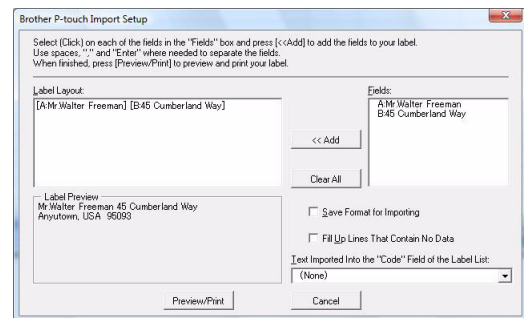 Brother P-touch Import Setup
Select (Click) on each of the fields in the "Fields" box and press [<<Add] to add the fields to your label.
Use spaces, "," and "Enter" where needed to separate the fields.
When finished, press [Preview/Print] to preview and print your label.
Label Layout:
Fields:
[A:Mr.Walter Freeman] [B:45 Cumberland Way]
A:Mr.Walter Freeman
B:45 Cumberland Way
<< Add
Clear All
Label Preview
Mr.Walter Freeman 45 Cumberland Way
Anyutown, USA 95093
Save Format for Importing
Fill Up Lines That Contain No Data
Text Imported Into the "Code" Field of the Label List:
(None)
Preview/Print
Cancel